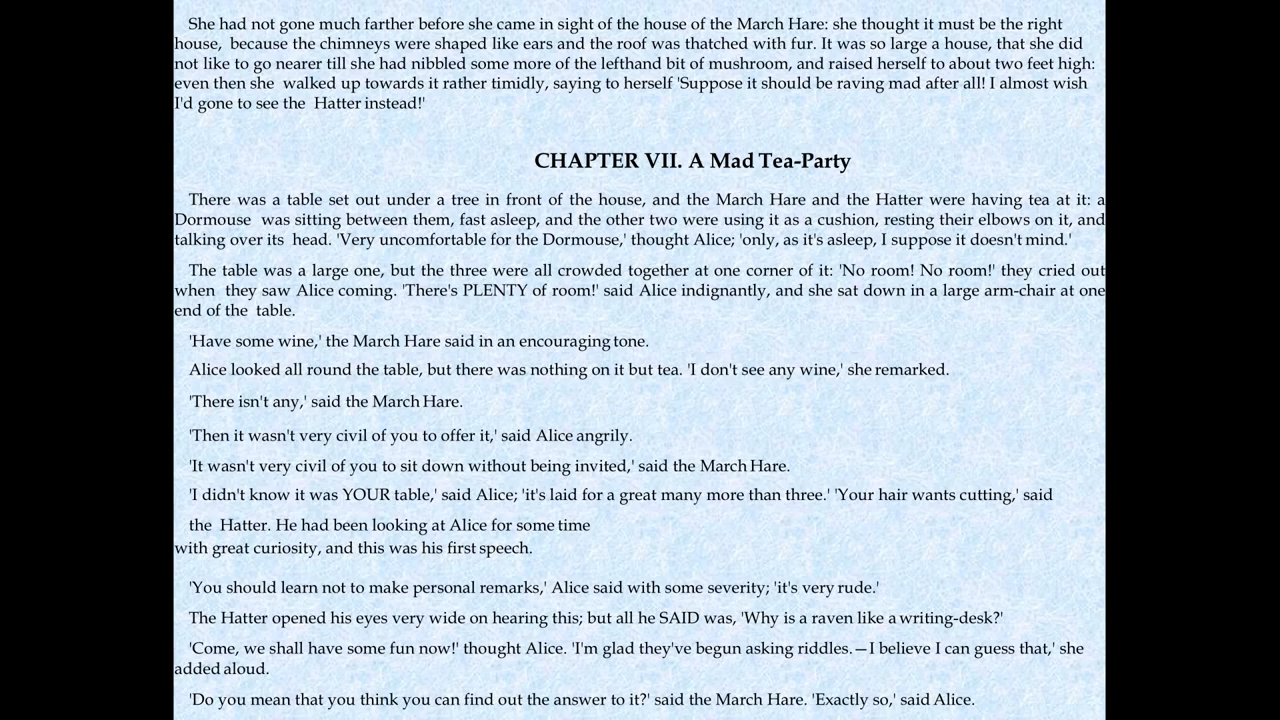 She had not gone much farther before she came in sight of the house of the March Hare: she thought it must be the right
house, because the chimneys were shaped like ears and the roof was thatched with fur. It was so large a house, that she did
not like to go nearer till she had nibbled some more of the lefthand bit of mushroom, and raised herself to about two feet high:
even then she walked up towards it rather timidly, saying to herself 'Suppose it should be raving mad after all! I almost wish
I'd gone to see the Hatter instead!'
CHAPTER VII. A Mad Tea-Party
There was a table set out under a tree in front of the house, and the March Hare and the Hatter were having tea at it: a
Dormouse was sitting between them, fast asleep, and the other two were using it as a cushion, resting their elbows on it, and
talking over its head. 'Very uncomfortable for the Dormouse,' thought Alice; 'only, as it's asleep, I suppose it doesn't mind.'
The table was a large one, but the three were all crowded together at one corner of it: 'No room! No room!' they cried out
when they saw Alice coming. 'There's PLENTY of room!' said Alice indignantly, and she sat down in a large arm-chair at one
end of the table.
'Have some wine,' the March Hare said in an encouraging tone.
Alice looked all round the table, but there was nothing on it but tea. 'I don't see any wine,' she remarked.
'There isn't any,' said the March Hare.
'Then it wasn't very civil of you to offer it,' said Alice angrily.
'It wasn't very civil of you to sit down without being invited,' said the March Hare.
'I didn't know it was YOUR table,' said Alice; 'it's laid for a great many more than three.' 'Your hair wants cutting,' said
the Hatter. He had been looking at Alice for some time
with great curiosity, and this was his first speech.
'You should learn not to make personal remarks,' Alice said with some severity; 'it's very rude.'
The Hatter opened his eyes very wide on hearing this; but all he SAID was, 'Why is a raven like a writing-desk?'
'Come, we shall have some fun now!' thought Alice. 'I'm glad they've begun asking riddles.—I believe I can guess that,' she
added aloud.
'Do you mean that you think you can find out the answer to it?' said the March Hare. 'Exactly so,' said Alice.